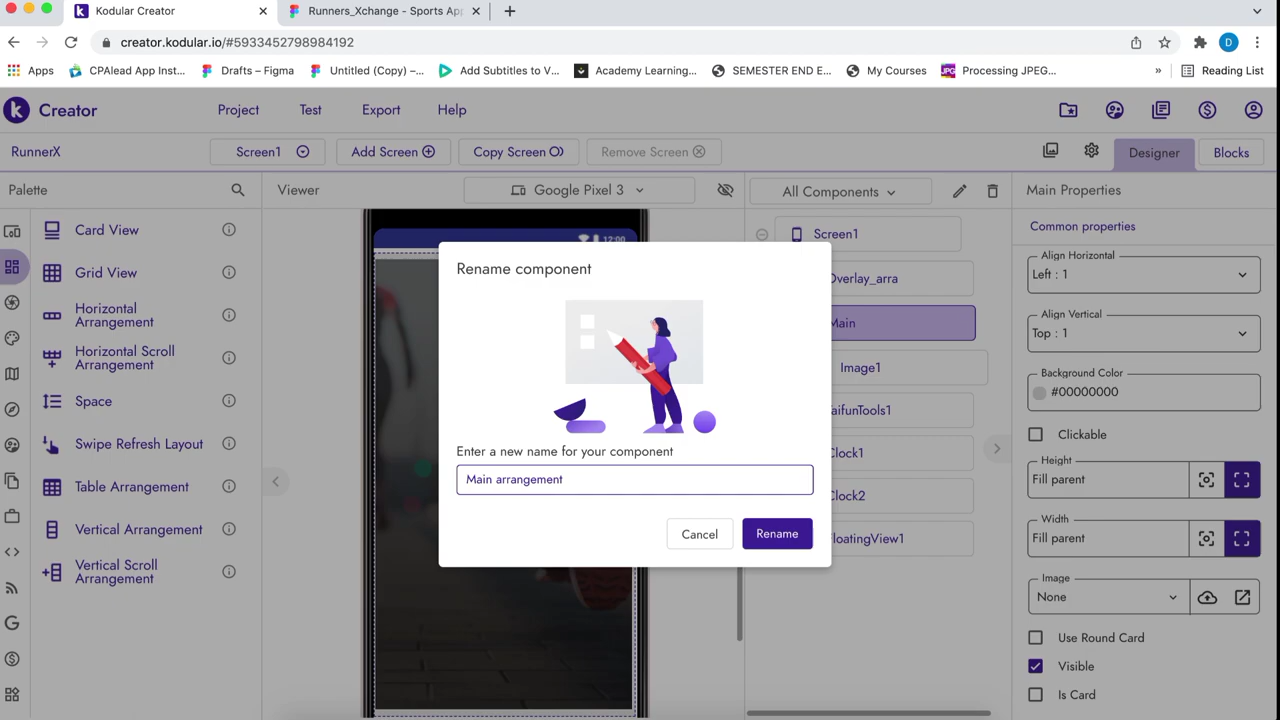 Kodular Creator
Runners_Xchange - Sports Ap
creator.kodular.io/#5933452798984192
Apps
CPAlead App Inst...
Drafts – Figma
Untitled (Copy) –...
Add Subtitles to V...
Academy Learning...
SEMESTER END E...
My Courses
Processing JPEG...
»
Reading List
Creator
Project
Test
Export
Help
RunnerX
Screen1
Add Screen
Copy Screen
Remove Screen
Designer
Blocks
Palette
Viewer
Google Pixel 3
All Components
Main Properties
Card View
Grid View
Horizontal
Arrangement
Horizontal Scroll
Arrangement
Space
Swipe Refresh Layout
Table Arrangement
Vertical Arrangement
Vertical Scroll
Arrangement
12:00
Rename component
Enter a new name for your component
Main arrangement
Cancel
Rename
Screen1
Overlay_arra
Main
Image1
TaifunTools1
Clock1
Clock2
FloatingView1
Common properties
Align Horizontal
Left : 1
Align Vertical
Top : 1
Background Color
#00000000
Clickable
Height
Fill parent
Width
Fill parent
Image
None
Use Round Card
Visible
Is Card